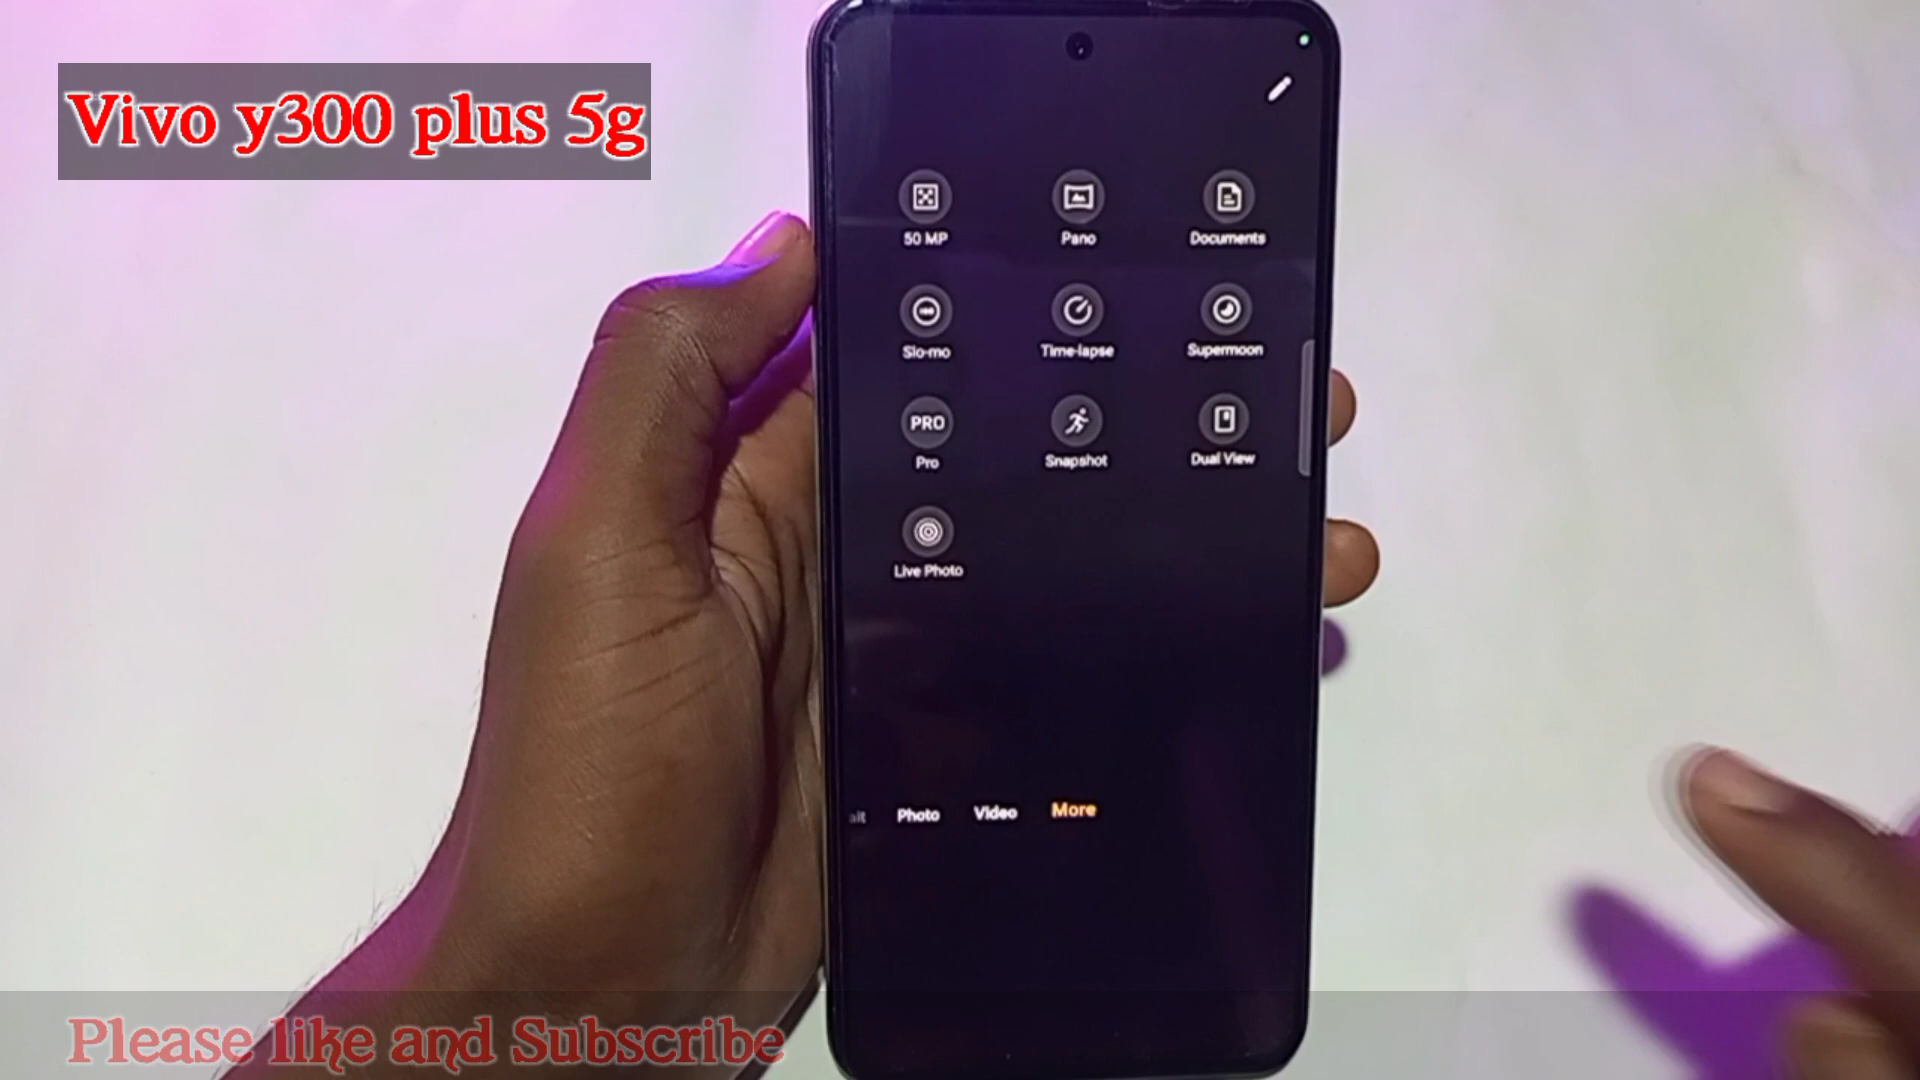 Vivo y300 plus 5g
50 MP
Pano
Documents
Slo-mo
Time-lapse
Supermoon
PRO
Pro
Snapshot
Dual View
Live Photo
ait
Photo
Video
More
Please like and Subscribe